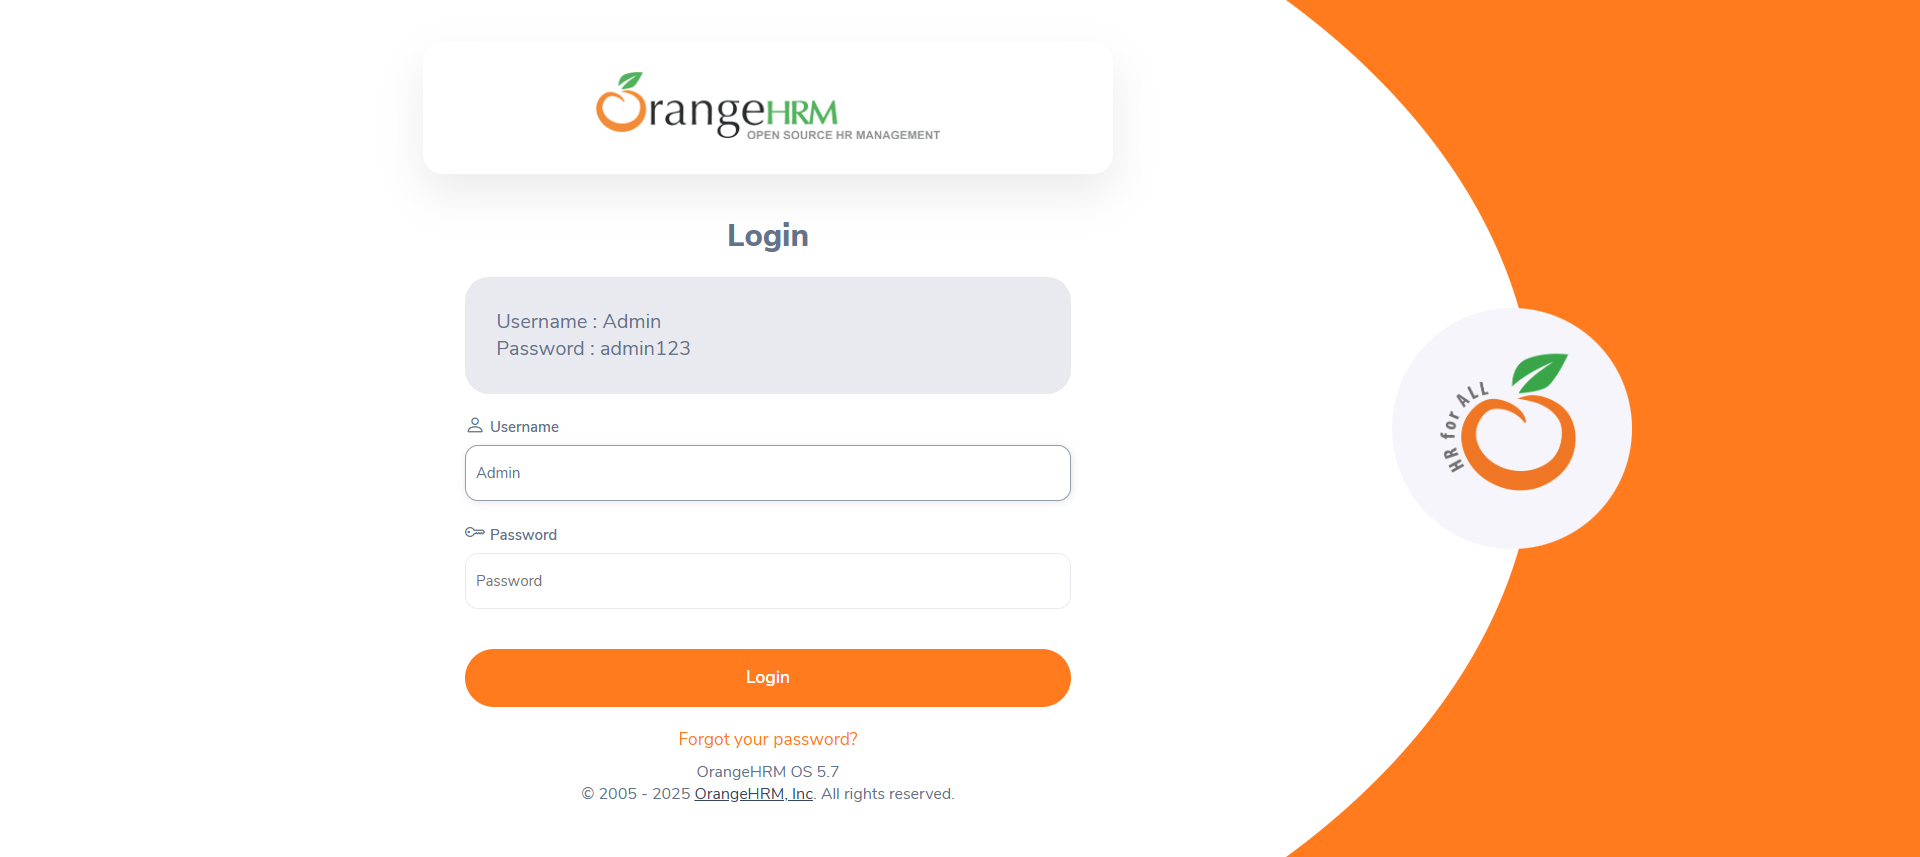 OrangeHRM
OPEN SOURCE HR MANAGEMENT
Login
Username : Admin
Password : admin123
Username
Admin
Password
Password
Login
Forgot your password?
OrangeHRM OS 5.7
© 2005 - 2025 OrangeHRM, Inc. All rights reserved.
HR for ALL